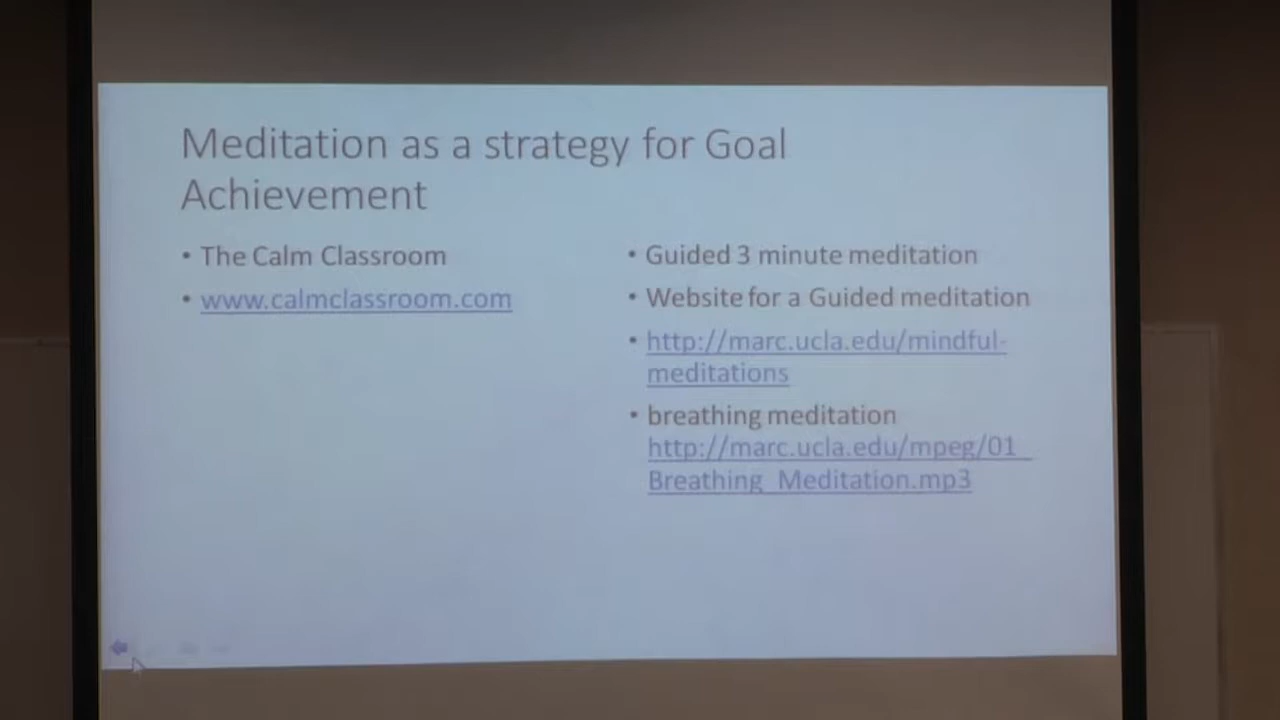 Meditation as a strategy for Goal
Achievement
• The Calm Classroom
• www.calmclassroom.com
• Guided 3 minute meditation
• Website for a Guided meditation
• http://marc.ucla.edu/mindful-
meditations
• breathing meditation
http://marc.ucla.edu/mpeg/01_
Breathing_Meditation.mp3